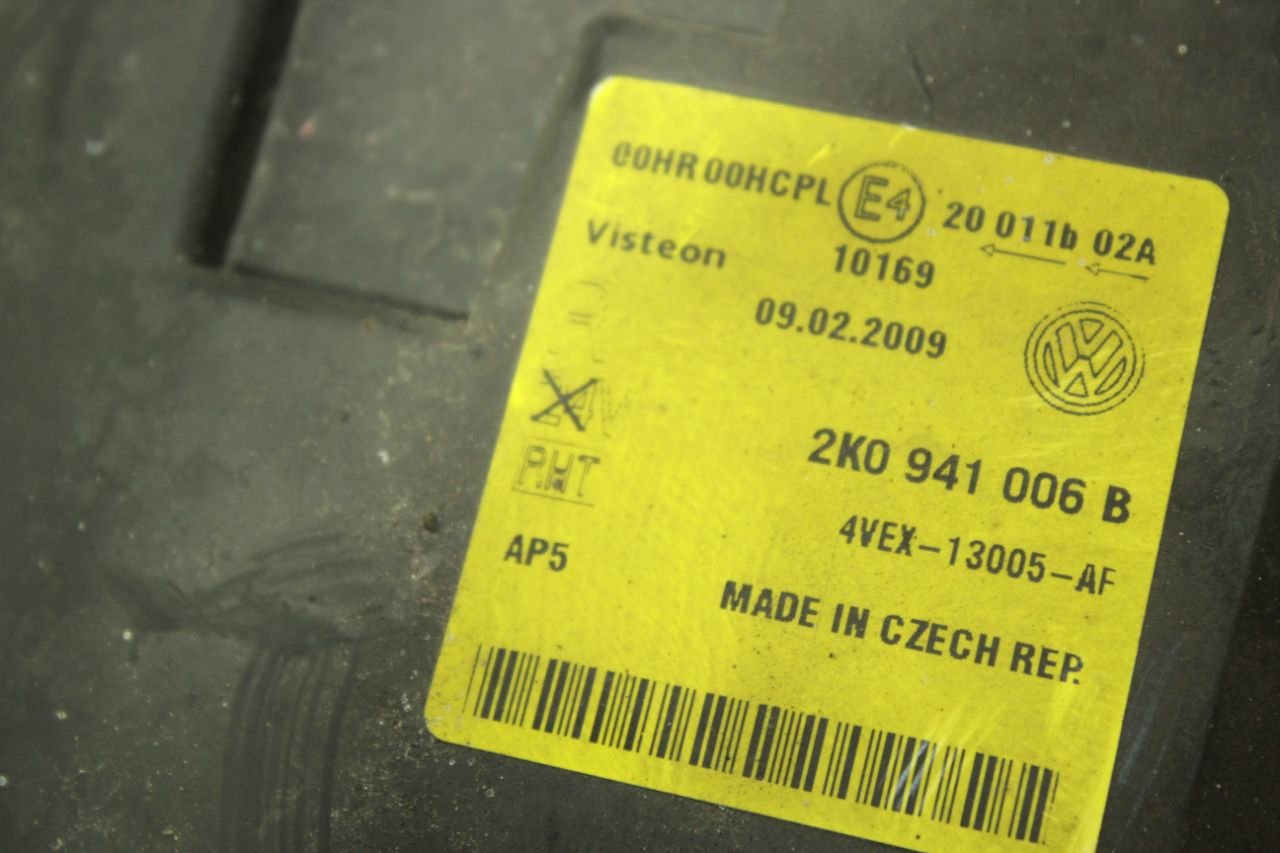 00HR 00HCPL E4 20 011b 02A
Visteon 10169
09.02.2009
24V
PHT
2K0 941 006 B
4VEX-13005-AF
AP5
MADE IN CZECH REP.